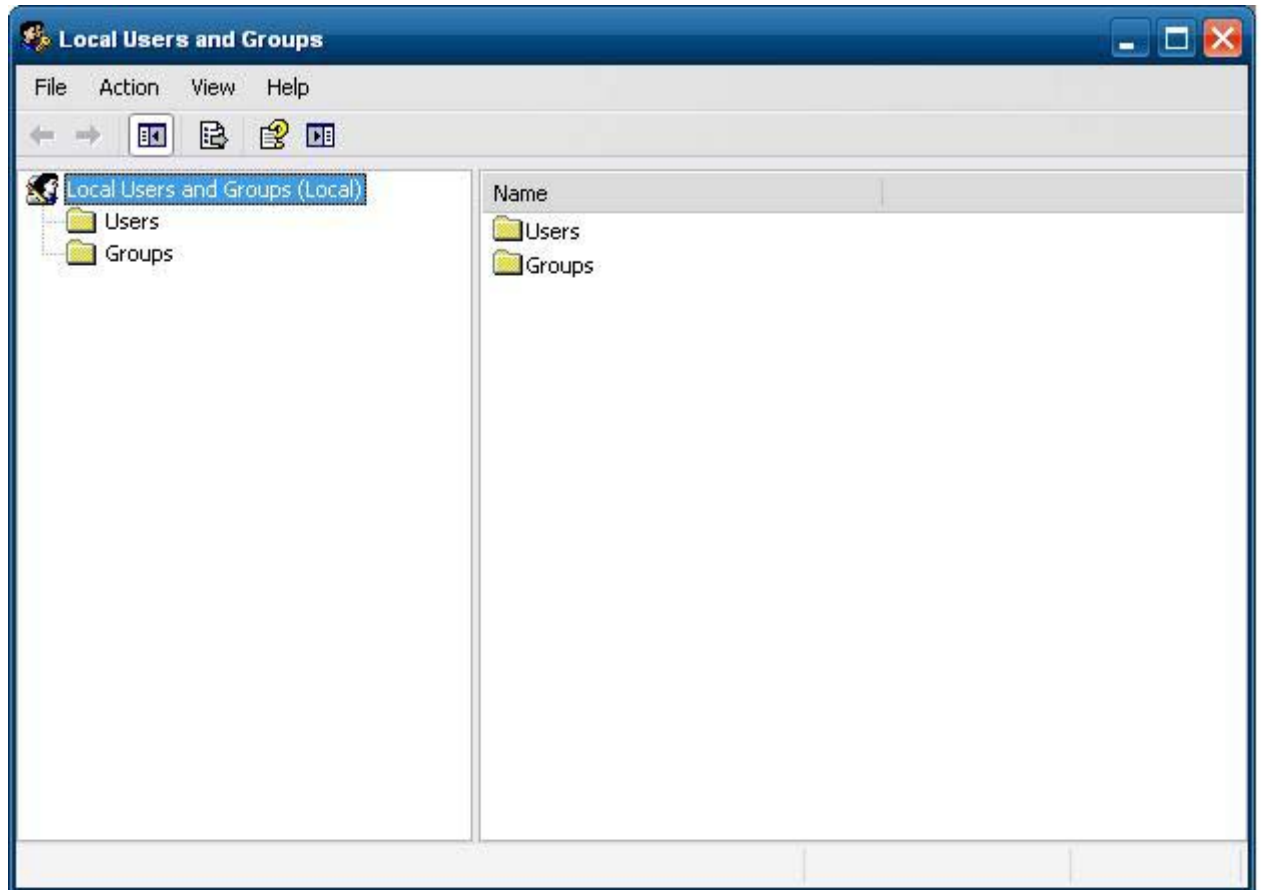 Local Users and Groups
File Action View Help
Local Users and Groups (Local)
Users
Groups
Name
Users
Groups